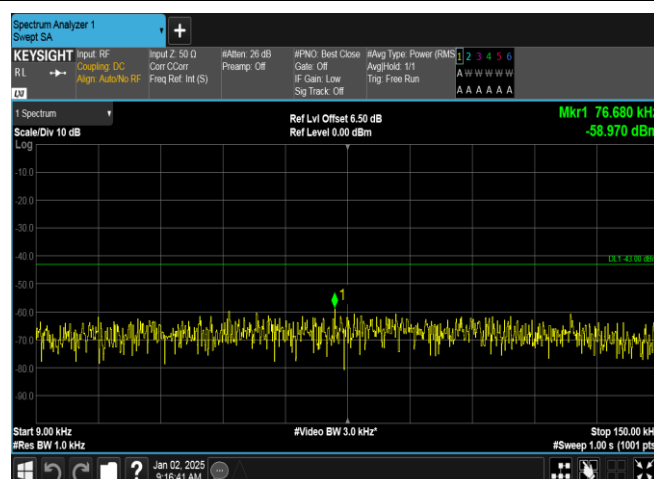 Spectrum Analyzer 1
Swept SA
+
KEYSIGHT
RL
LXI
Input: RF
Coupling: DC
Align: Auto/No RF
Input Z: 50 Ω
Corr CCorr
Freq Ref: Int (S)
#Atten: 26 dB
Preamp: Off
#PNO: Best Close
Gate: Off
IF Gain: Low
Sig Track: Off
#Avg Type: Power (RMS
Avg|Hold: 1/1
Trig: Free Run
1 2 3 4 5 6
A W W W W W
A A A A A A
1 Spectrum
Scale/Div 10 dB
Log
Ref Lvl Offset 6.50 dB
Ref Level 0.00 dBm
Mkr1 76.680 kHz
-58.970 dBm
-10.0
-20.0
-30.0
-40.0
DL1 -43.00 dBm
-50.0
1
-60.0
-70.0
-80.0
-90.0
Start 9.00 kHz
#Res BW 1.0 kHz
#Video BW 3.0 kHz*
Stop 150.00 kH
#Sweep 1.00 s (1001 pts
?
Jan 02, 2025
9:16:41 AM